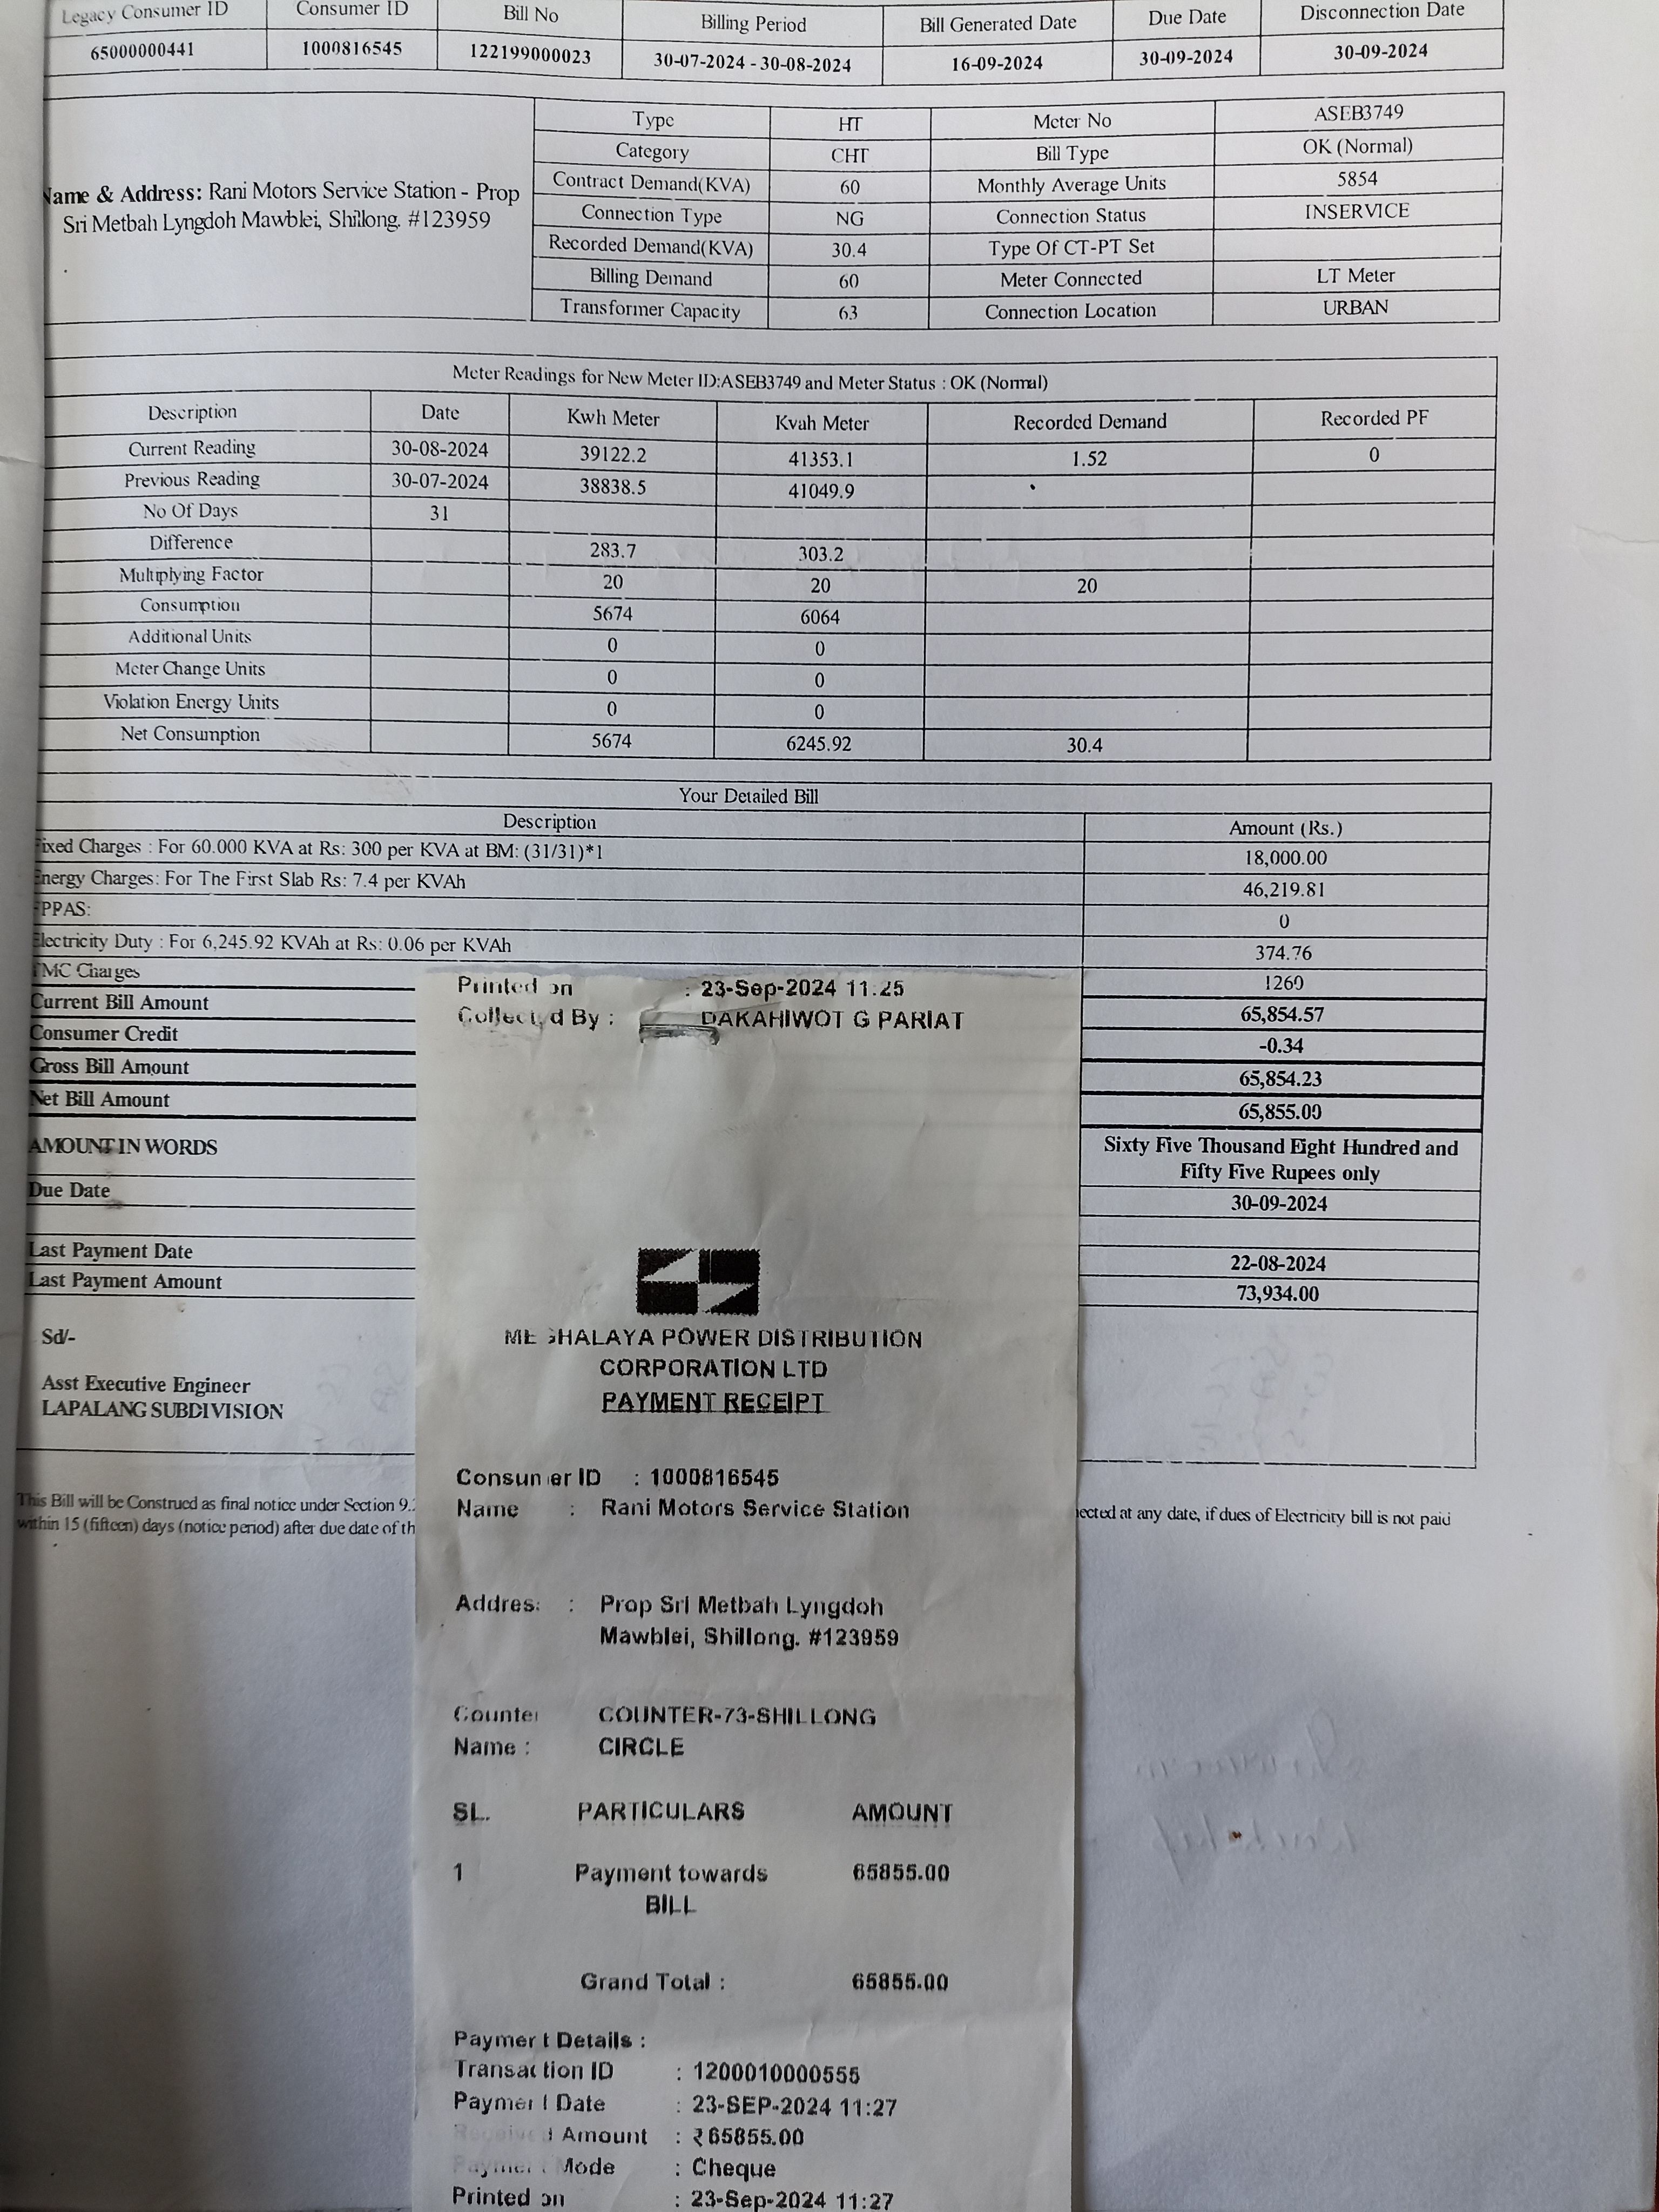 Legacy Consumer ID Consumer ID Bill No Billing Period Bill Generated Date Due Date Disconnection Date
65000000441 1000816545 122199000023 30-07-2024 - 30-08-2024 16-09-2024 30-09-2024 30-09-2024
Name & Address: Rani Motors Service Station - Prop
Sri Metbah Lyngdoh Mawblei, Shillong. #123959
Type HT Meter No ASEB3749
Category CHT Bill Type OK (Normal)
Contract Demand(KVA) 60 Monthly Average Units 5854
Connection Type NG Connection Status INSERVICE
Recorded Demand(KVA) 30.4 Type Of CT-PT Set
Billing Demand 60 Meter Connected LT Meter
Transformer Capacity 63 Connection Location URBAN
Meter Readings for New Meter ID:ASEB3749 and Meter Status : OK (Normal)
Description Date Kwh Meter Kvah Meter Recorded Demand Recorded PF
Current Reading 30-08-2024 39122.2 41353.1 1.52 0
Previous Reading 30-07-2024 38838.5 41049.9
No Of Days 31
Difference 283.7 303.2
Multiplying Factor 20 20 20
Consumption 5674 6064
Additional Units 0 0
Meter Change Units 0 0
Violation Energy Units 0 0
Net Consumption 5674 6245.92 30.4
Your Detailed Bill
Description Amount (Rs.)
Fixed Charges : For 60.000 KVA at Rs: 300 per KVA at BM: (31/31)*1 18,000.00
Energy Charges: For The First Slab Rs: 7.4 per KVAh 46,219.81
FPPAS: 0
Electricity Duty : For 6,245.92 KVAh at Rs: 0.06 per KVAh 374.76
TMC Charges 1260
Current Bill Amount 65,854.57
Consumer Credit -0.34
Gross Bill Amount 65,854.23
Net Bill Amount 65,855.00
AMOUNT IN WORDS Sixty Five Thousand Eight Hundred and
Fifty Five Rupees only
Due Date 30-09-2024
Last Payment Date 22-08-2024
Last Payment Amount 73,934.00
Sd/-
Asst Executive Engineer
LAPALANG SUBDIVISION
This Bill will be Construed as final notice under Section 9. ected at any date, if dues of Electricity bill is not paid
within 15 (fifteen) days (notice period) after due date of th
Printed on : 23-Sep-2024 11:25
Collected By : DAKAHIWOT G PARIAT
MEGHALAYA POWER DISTRIBUTION
CORPORATION LTD
PAYMENT RECEIPT
Consumer ID : 1000816545
Name : Rani Motors Service Station
Address : Prop Sri Metbah Lyngdoh
Mawblei, Shillong. #123959
Counter COUNTER-73-SHILLONG
Name : CIRCLE
SL. PARTICULARS AMOUNT
1 Payment towards 65855.00
BILL
Grand Total : 65855.00
Payment Details :
Transaction ID : 1200010000555
Payment Date : 23-SEP-2024 11:27
Received Amount : ₹65855.00
Payment Mode : Cheque
Printed on : 23-Sep-2024 11:27